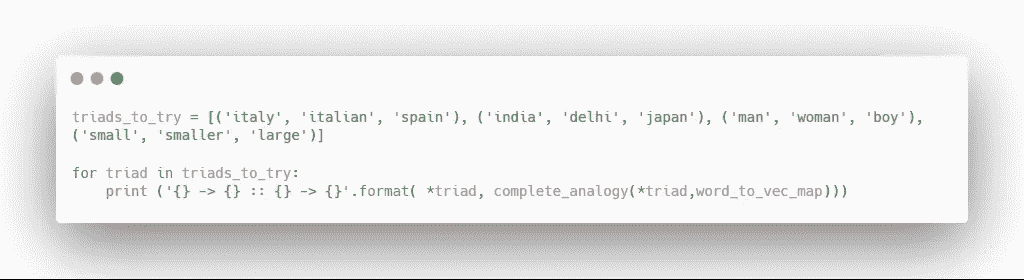 triads_to_try = [('italy', 'italian', 'spain'), ('india', 'delhi', 'japan'), ('man', 'woman', 'boy'),
('small', 'smaller', 'large')]
for triad in triads_to_try:
    print ('{} -> {} :: {} -> {}'.format( *triad, complete_analogy(*triad,word_to_vec_map)))